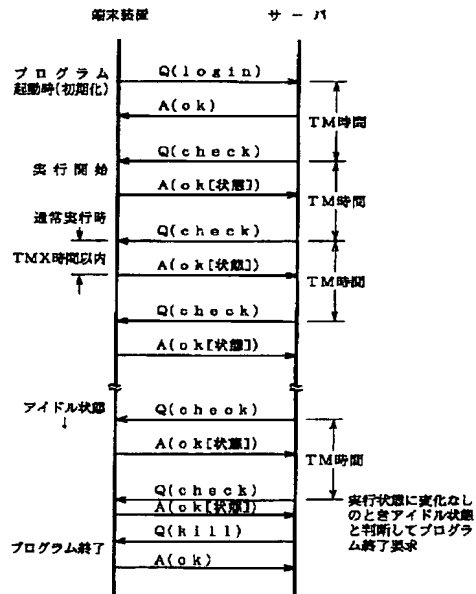 端末装置 サーバ
プログラム
起動時(初期化)
Q(login)
A(ok)
TM時間
Q(check)
実行開始
A(ok[状態])
TM時間
通常実行時
Q(check)
TMX時間以内
A(ok[状態])
TM時間
Q(check)
A(ok[状態])
アイドル状態
↓
Q(check)
A(ok[状態])
TM時間
Q(check)
A(ok[状態])
実行状態に変化なし
のときアイドル状態
と判断してプログラ
ム終了要求
Q(kill)
プログラム終了
A(ok)